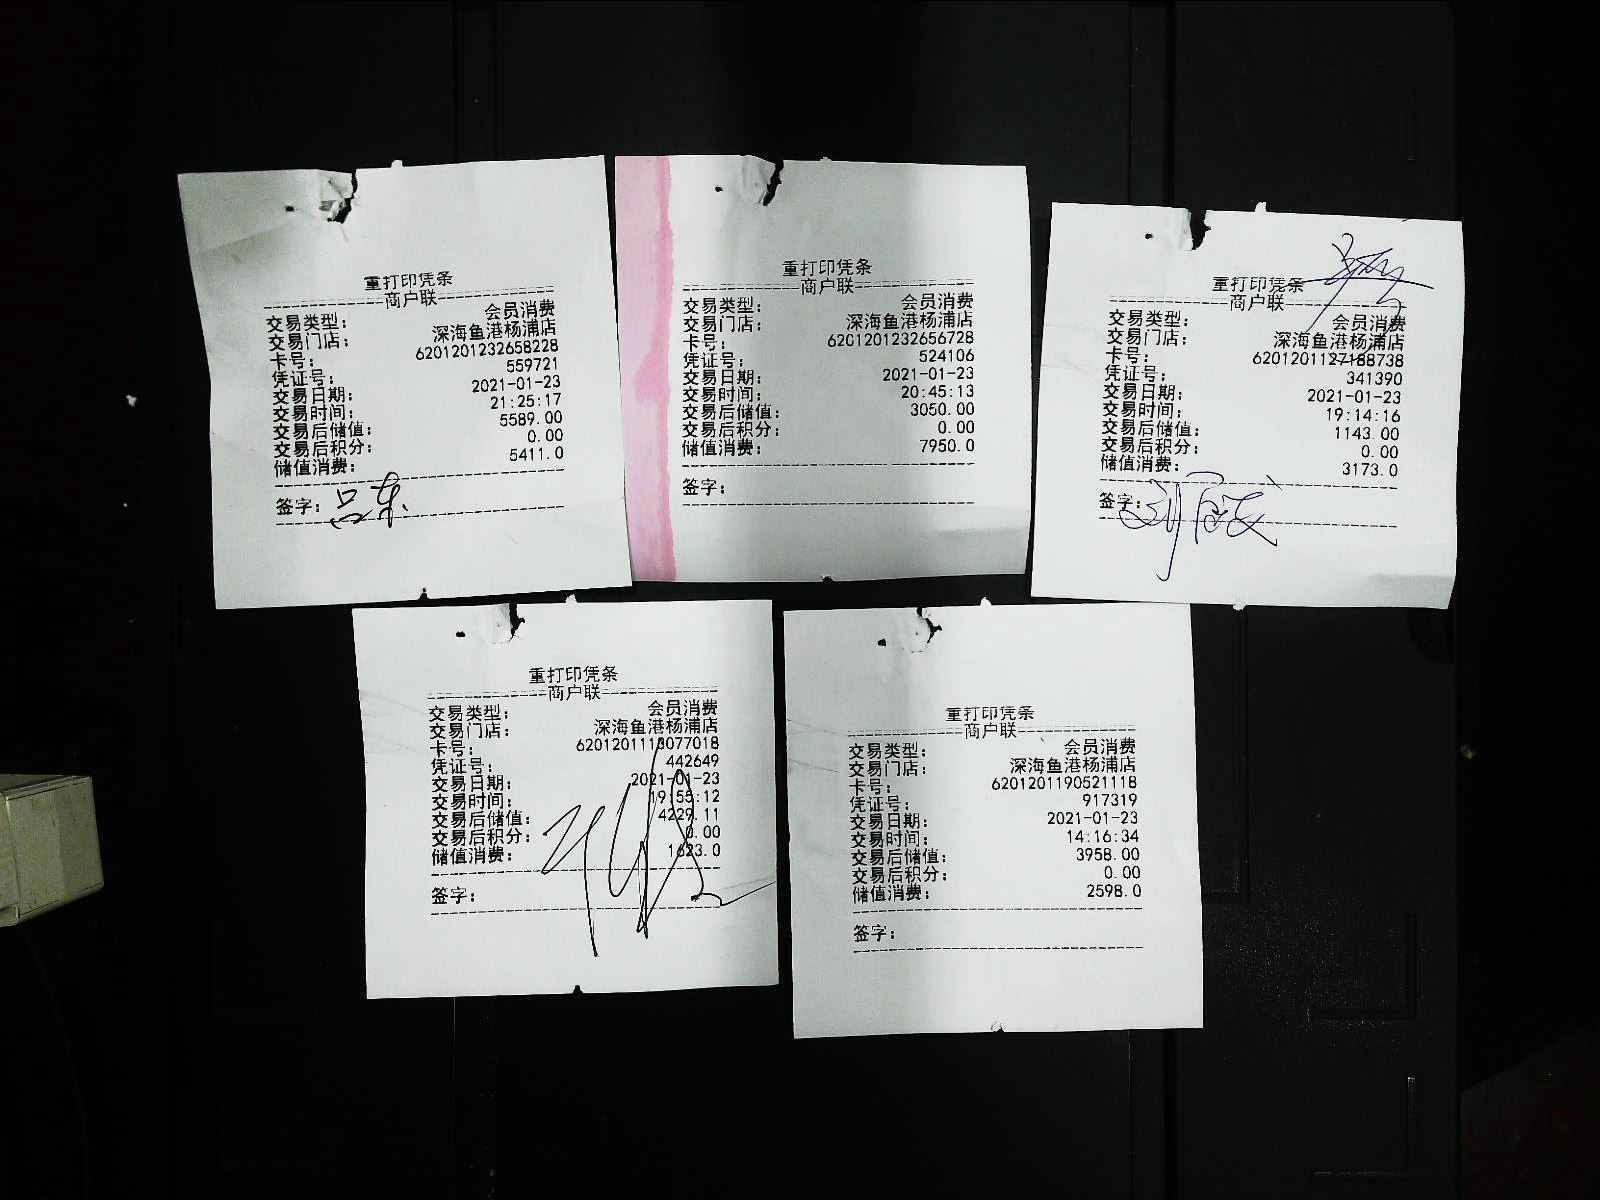 重打印凭条
商户联
交易类型： 会员消费
交易门店： 深海鱼港杨浦店
卡号： 6201201232658228
凭证号： 559721
交易日期： 2021-01-23
交易时间： 21:25:17
交易后储值： 5589.00
交易后积分： 0.00
储值消费： 5411.0
签字： 吕东
重打印凭条
商户联
交易类型： 会员消费
交易门店： 深海鱼港杨浦店
卡号： 6201201232656728
凭证号： 524106
交易日期： 2021-01-23
交易时间： 20:45:13
交易后储值： 3050.00
交易后积分： 0.00
储值消费： 7950.0
签字：
重打印凭条
商户联
交易类型： 会员消费
交易门店： 深海鱼港杨浦店
卡号： 6201201127188738
凭证号： 341390
交易日期： 2021-01-23
交易时间： 19:14:16
交易后储值： 1143.00
交易后积分： 0.00
储值消费： 3173.0
签字：
重打印凭条
商户联
交易类型： 会员消费
交易门店： 深海鱼港杨浦店
卡号： 6201201113077018
凭证号： 442649
交易日期： 2021-01-23
交易时间： 19:55:12
交易后储值： 4229.11
交易后积分： 0.00
储值消费： 1623.0
签字：
重打印凭条
商户联
交易类型： 会员消费
交易门店： 深海鱼港杨浦店
卡号： 6201201190521118
凭证号： 917319
交易日期： 2021-01-23
交易时间： 14:16:34
交易后储值： 3958.00
交易后积分： 0.00
储值消费： 2598.0
签字：